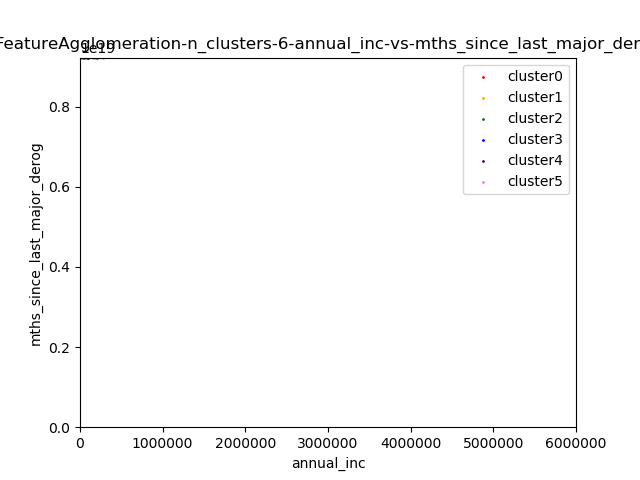 FeatureAgglomeration-n_clusters-6-annual_inc-vs-mths_since_last_major_der
1e19
cluster0
cluster1
cluster2
cluster3
cluster4
cluster5
mths_since_last_major_derog
0.8
0.6
0.4
0.2
0.0
0 1000000 2000000 3000000 4000000 5000000 6000000
annual_inc